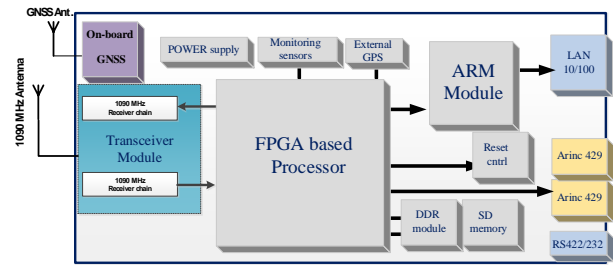 GNSS Ant.
On-board
GNSS
POWER supply
Monitoring
sensors
External
GPS
ARM
Module
LAN
10/100
1090 MHz Antenna
1090 MHz
Receiver chain
Transceiver
Module
1090 MHz
Receiver chain
FPGA based
Processor
Reset
cntrl
Arinc 429
Arinc 429
DDR
module
SD
memory
RS422/232